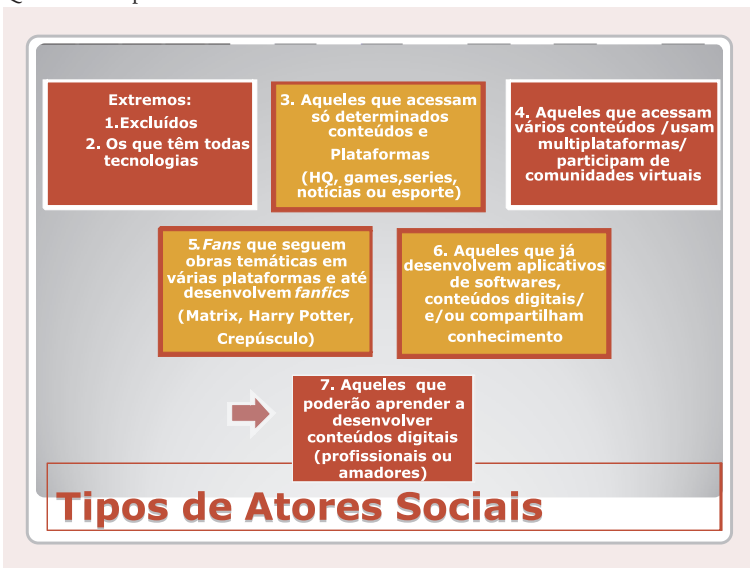 Extremos:
1.Excluídos
2. Os que têm todas
tecnologias
3. Aqueles que acessam
só determinados
conteúdos e
Plataformas
(HQ, games,series,
notícias ou esporte)
4. Aqueles que acessam
vários conteúdos /usam
multiplataformas/
participam de
comunidades virtuais
5.Fans que seguem
obras temáticas em
várias plataformas e até
desenvolvem fanfics
(Matrix, Harry Potter,
Crepúsculo)
6. Aqueles que já
desenvolvem aplicativos
de softwares,
conteúdos digitais/
e/ou compartilham
conhecimento
7. Aqueles que
poderão aprender a
desenvolver
conteúdos digitais
(profissionais ou
amadores)
Tipos de Atores Sociais